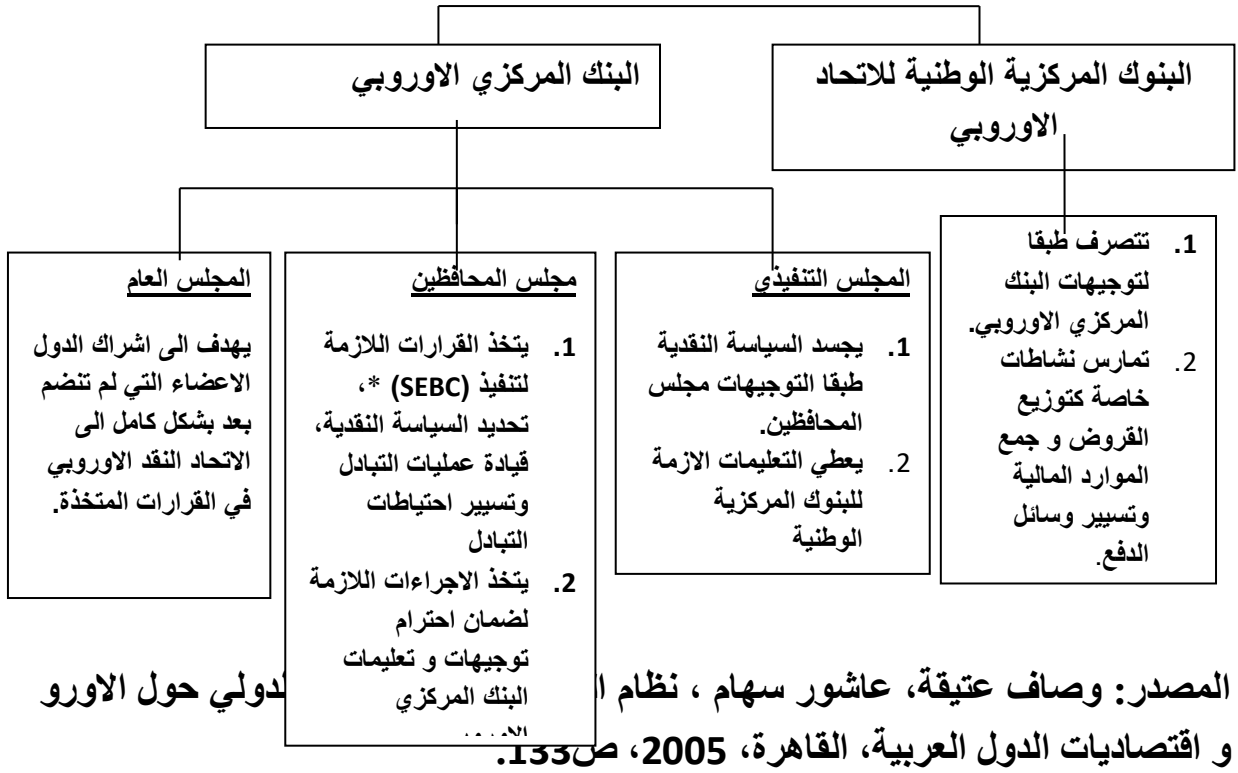 البنوك المركزية الوطنية للاتحاد
الاوروبي
البنك المركزي الاوروبي
1. تتصرف طبقا
لتوجيهات البنك
المركزي الاوروبي.
2. تمارس نشاطات
خاصة كتوزيع
القروض و جمع
الموارد المالية
وتسيير وسائل
الدفع.
المجلس التنفيذي
1. يجسد السياسة النقدية
طبقا التوجيهات مجلس
المحافظين.
2. يعطي التعليمات الازمة
للبنوك المركزية
الوطنية
مجلس المحافظين
1. يتخذ القرارات اللازمة
لتنفيذ (SEBC) *،
تحديد السياسة النقدية،
قيادة عمليات التبادل
وتسيير احتياطات
التبادل
2. يتخذ الاجراءات اللازمة
لضمان احترام
توجيهات و تعليمات
البنك المركزي
المجلس العام
يهدف الى اشراك الدول
الاعضاء التي لم تنضم
بعد بشكل كامل الى
الاتحاد النقد الاوروبي
في القرارات المتخذة.
المصدر: وصاف عتيقة، عاشور سهام ، نظام حول الاورو
و اقتصاديات الدول العربية، القاهرة، 2005، ص133.